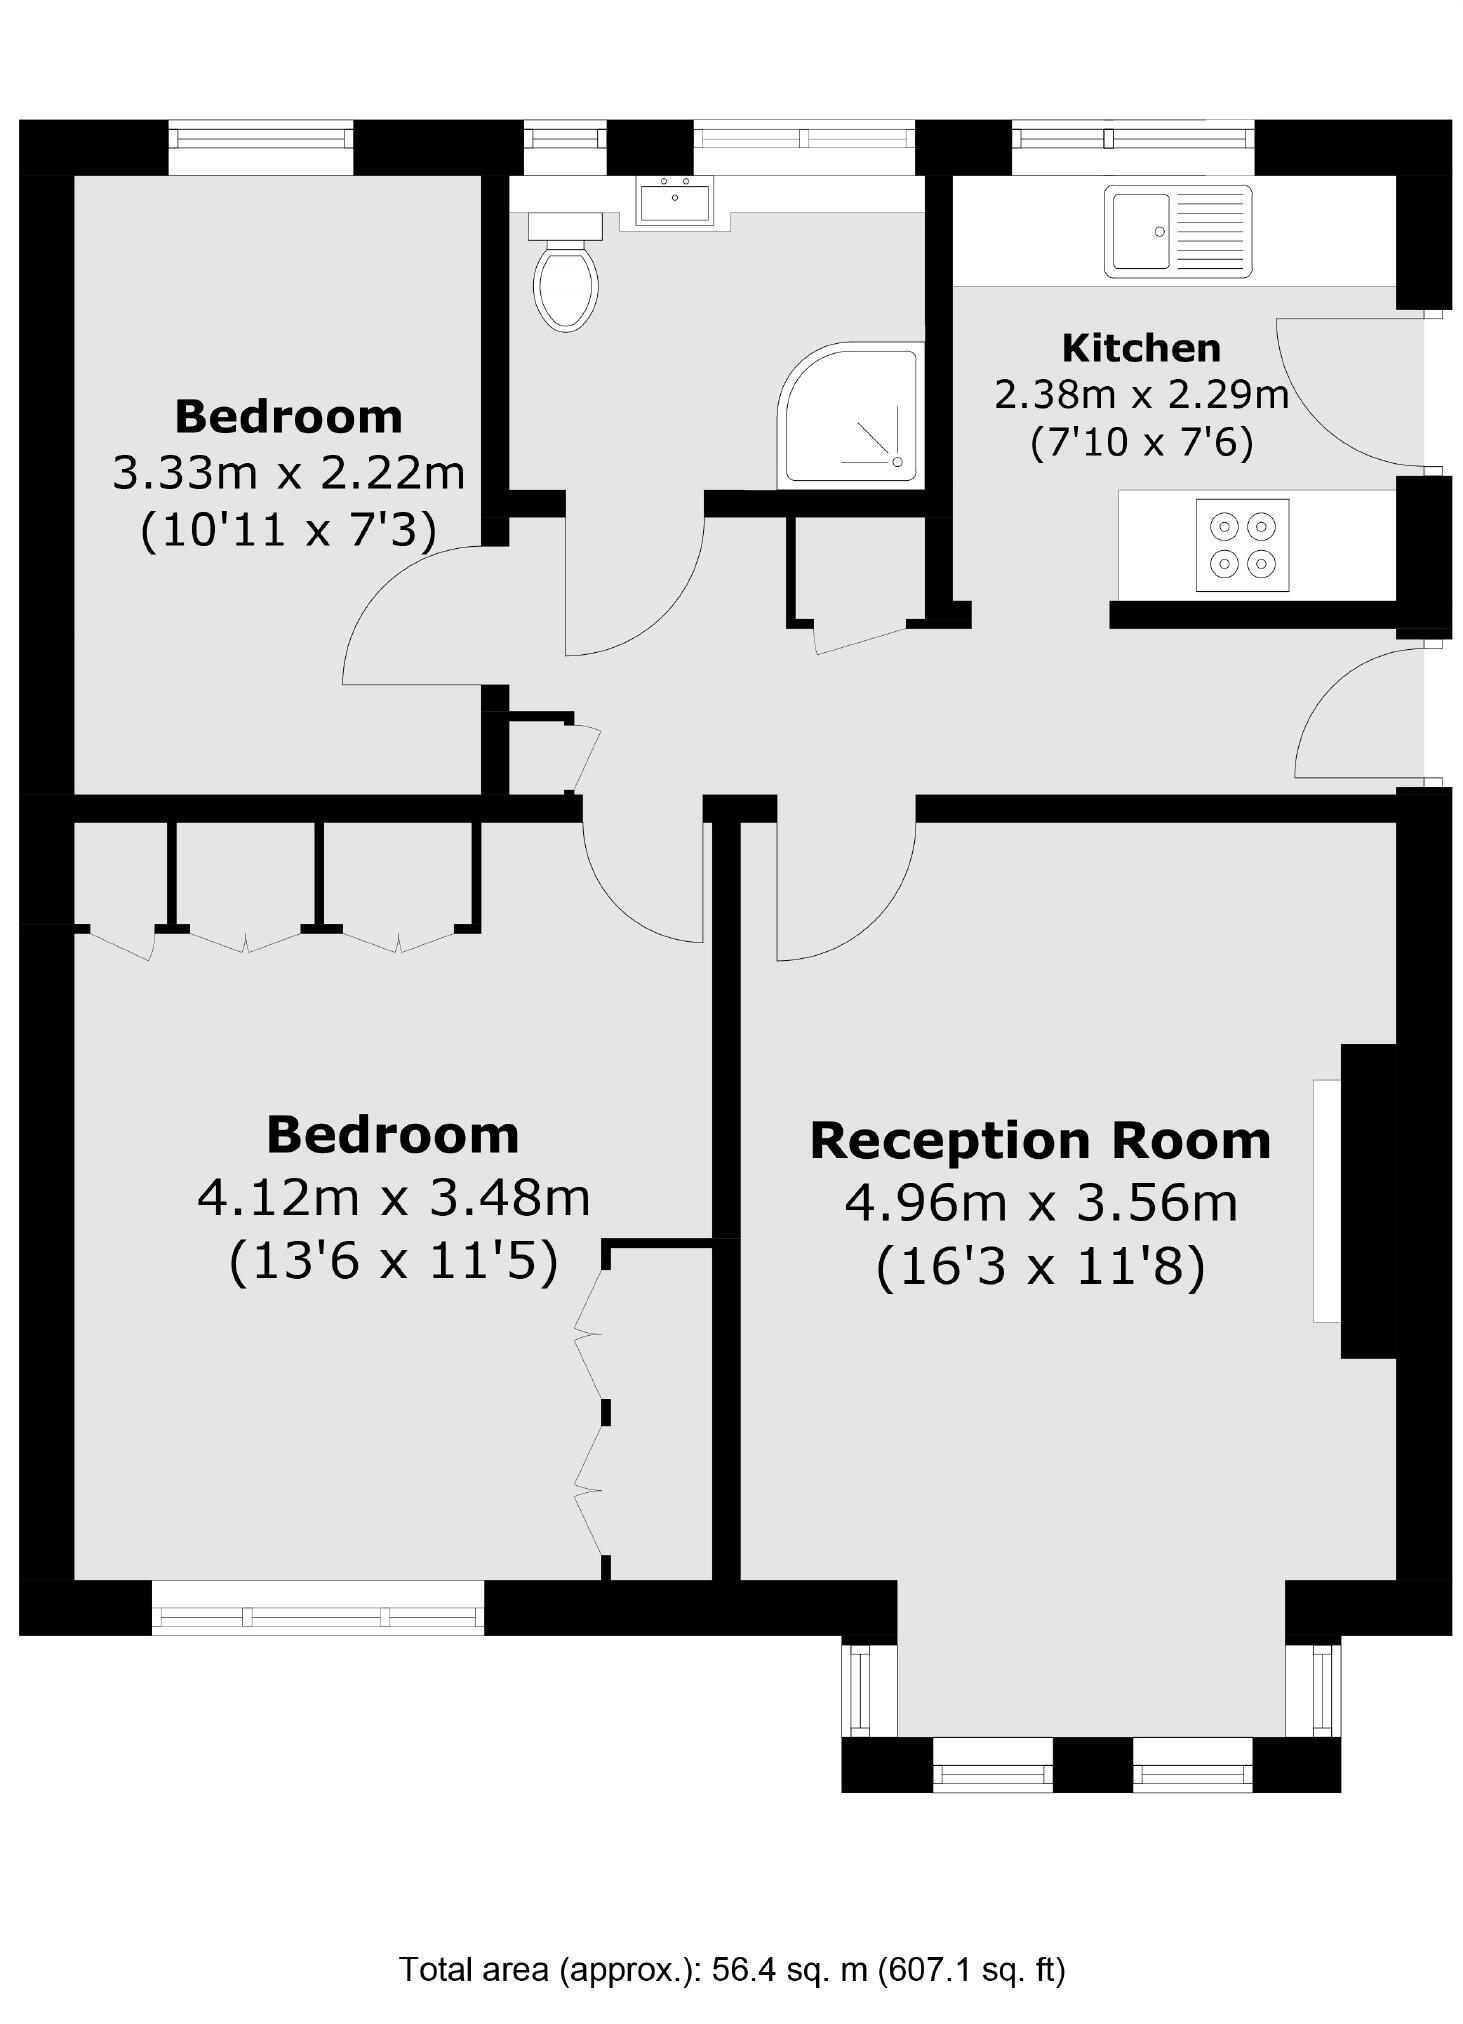 Kitchen
2.38m x 2.29m
(7'10 x 7'6)
Bedroom
3.33m x 2.22m
(10'11 x 7'3)
Bedroom
4.12m x 3.48m
(13'6 x 11'5)
Reception Room
4.96m x 3.56m
(16'3 x 11'8)
Total area (approx.): 56.4 sq. m (607.1 sq. ft)